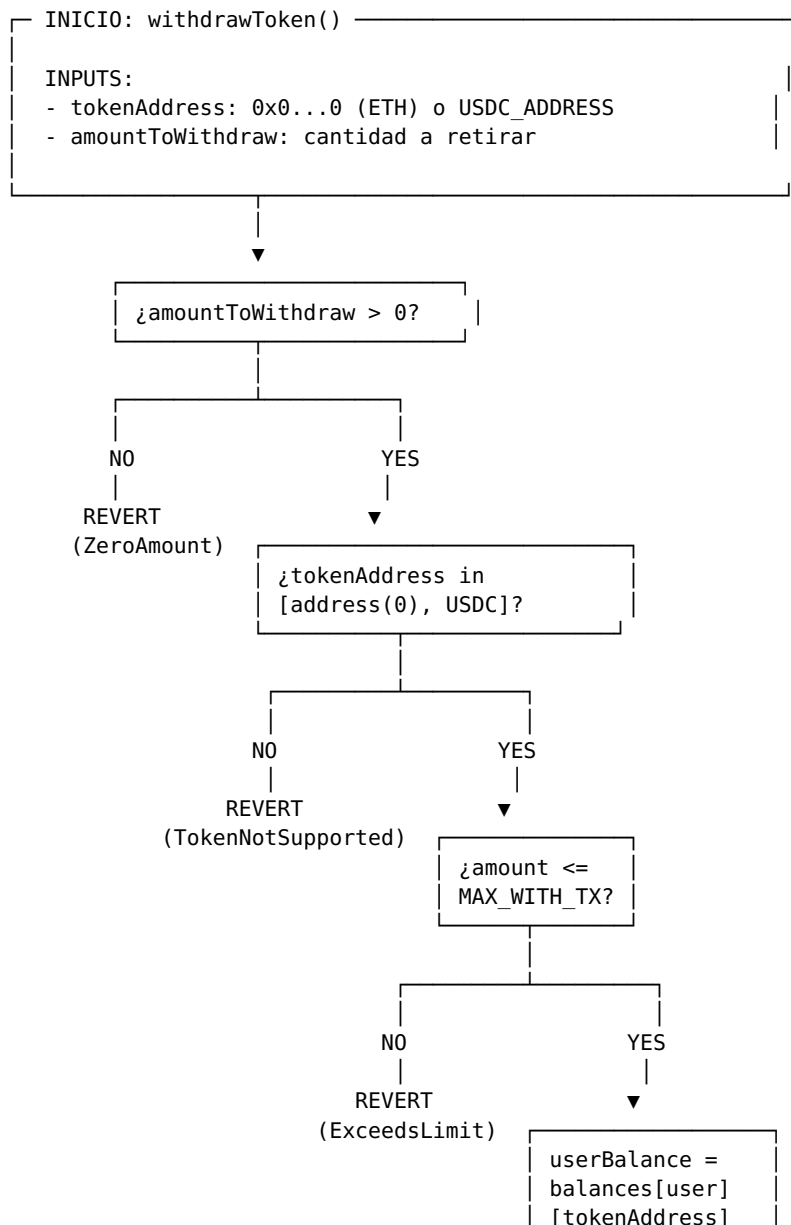 INICIO: withdrawToken()
INPUTS:
- tokenAddress: 0x0...0 (ETH) o USDC_ADDRESS
- amountToWithdraw: cantidad a retirar
¿amountToWithdraw > 0?
NO YES
REVERT
(ZeroAmount)
¿tokenAddress in
[address(0), USDC]?
NO YES
REVERT
(TokenNotSupported)
¿amount <=
MAX_WITH_TX?
NO YES
REVERT
(ExceedsLimit)
userBalance =
balances[user]
[tokenAddress]